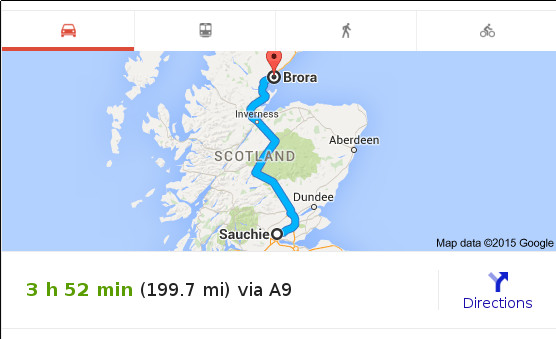 Brora
Inverness
Aberdeen
SCOTLAND
Dundee
Sauchie
Map data ©2015 Google
3 h 52 min (199.7 mi) via A9
Directions